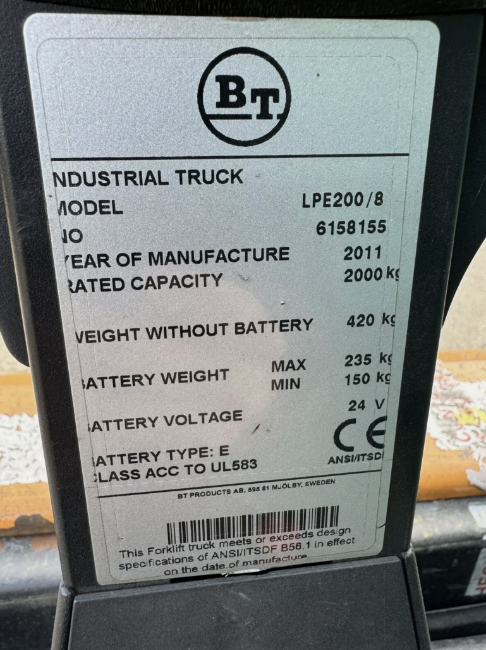 BT
NDUSTRIAL TRUCK
MODEL LPE200/8
NO 6158155
YEAR OF MANUFACTURE 2011
RATED CAPACITY 2000 kg
WEIGHT WITHOUT BATTERY 420 kg
BATTERY WEIGHT MAX 235 kg
MIN 150 kg
BATTERY VOLTAGE 24 V
BATTERY TYPE: E
CLASS ACC TO UL583
CE
ANSI/ITSD
BT PRODUCTS AB, 595 81 MJÖLBY, SWEDEN
This Forklift truck meets or exceeds design
specifications of ANSI/ITSDF B56.1 in effect
on the date of manufacture